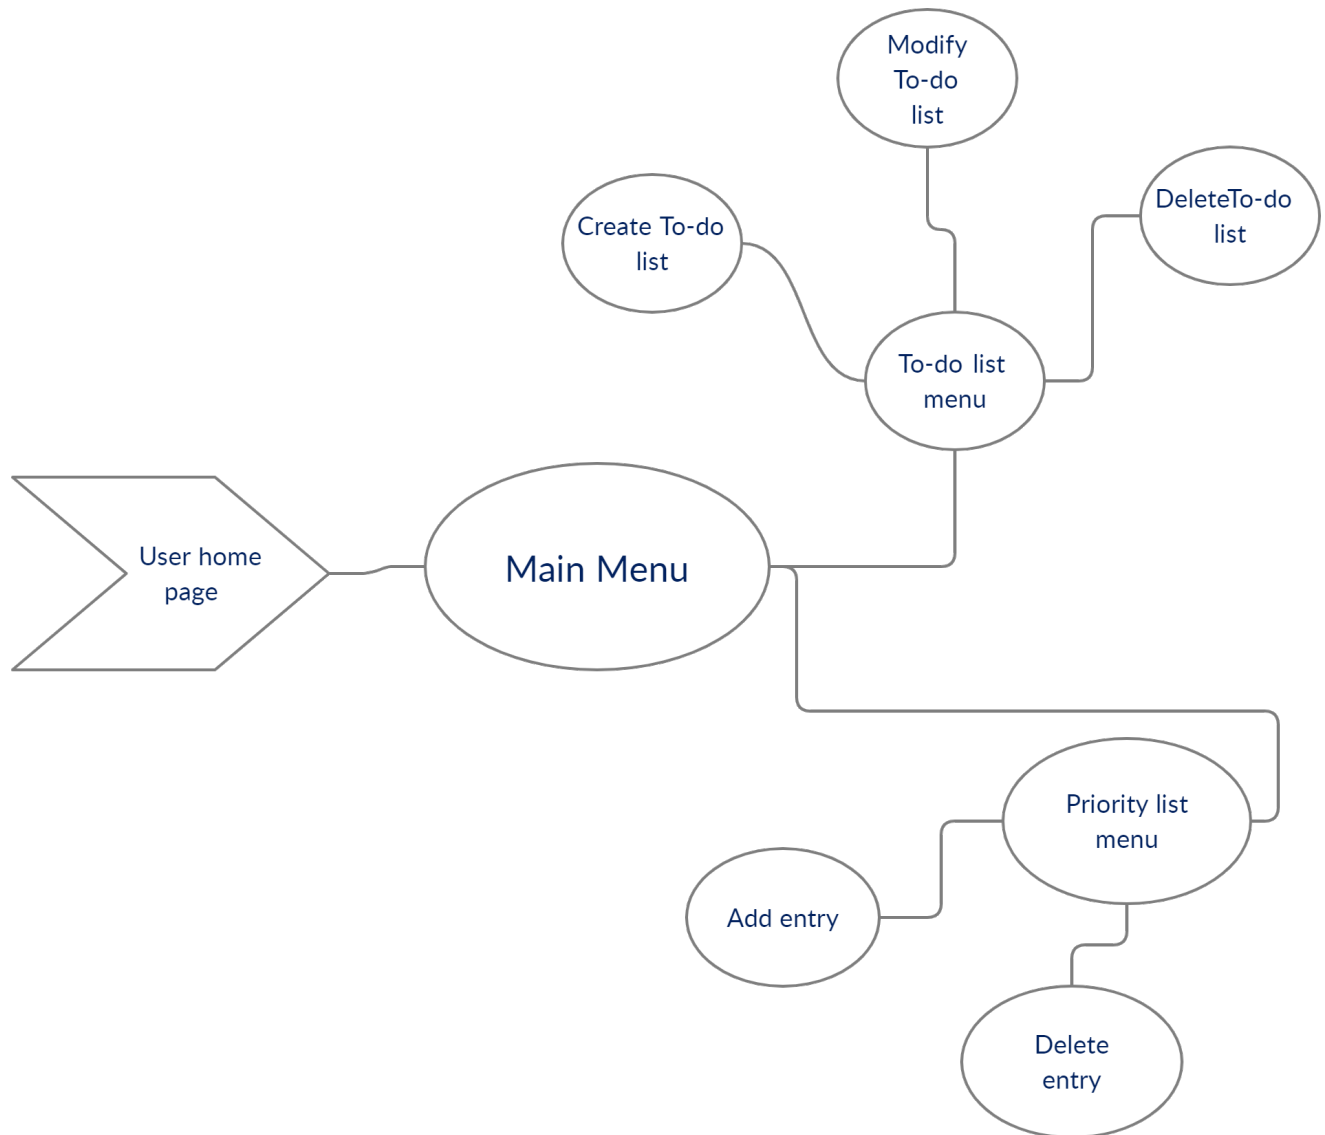 Modify
To-do
list
DeleteTo-do
list
Create To-do
list
To-do list
menu
User home
page
Main Menu
Priority list
menu
Add entry
Delete
entry